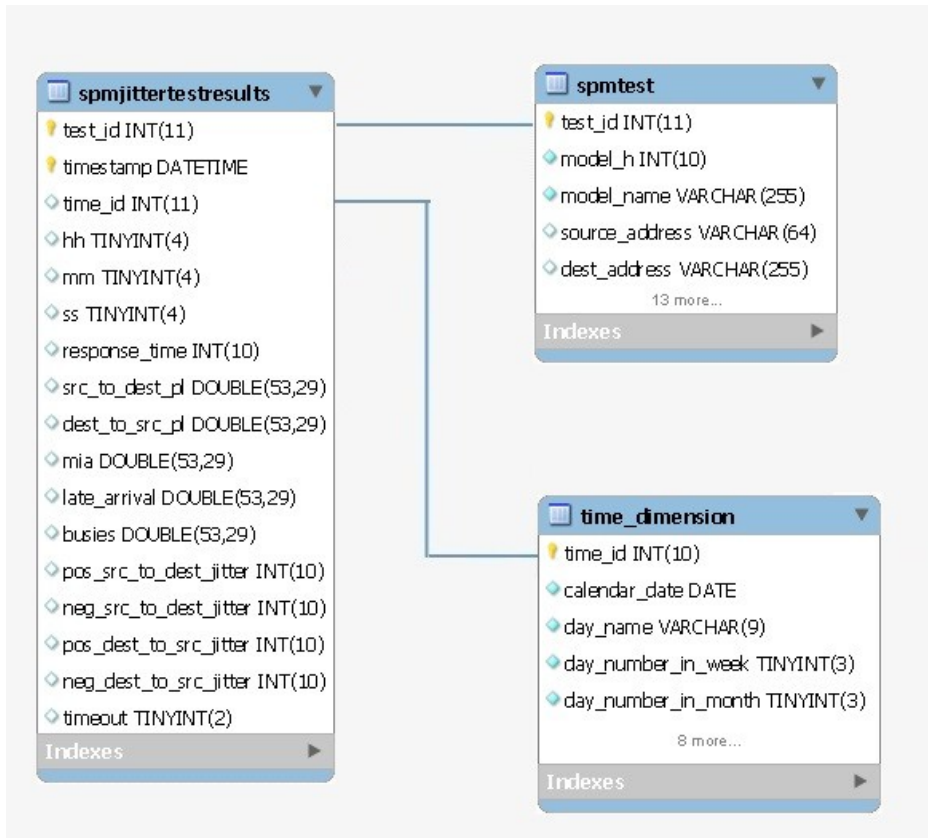 spmjittertestresults
test_id INT(11)
timestamp DATETIME
time_id INT(11)
hh TINYINT(4)
mm TINYINT(4)
ss TINYINT(4)
response_time INT(10)
src_to_dest_pl DOUBLE(53,29)
dest_to_src_pl DOUBLE(53,29)
mia DOUBLE(53,29)
late_arrival DOUBLE(53,29)
busies DOUBLE(53,29)
pos_src_to_dest_jitter INT(10)
neg_src_to_dest_jitter INT(10)
pos_dest_to_src_jitter INT(10)
neg_dest_to_src_jitter INT(10)
timeout TINYINT(2)
Indexes
spmtest
test_id INT(11)
model_h INT(10)
model_name VARCHAR(255)
source_address VARCHAR(64)
dest_address VARCHAR(255)
13 more...
Indexes
time_dimension
time_id INT(10)
calendar_date DATE
day_name VARCHAR(9)
day_number_in_week TINYINT(3)
day_number_in_month TINYINT(3)
8 more...
Indexes